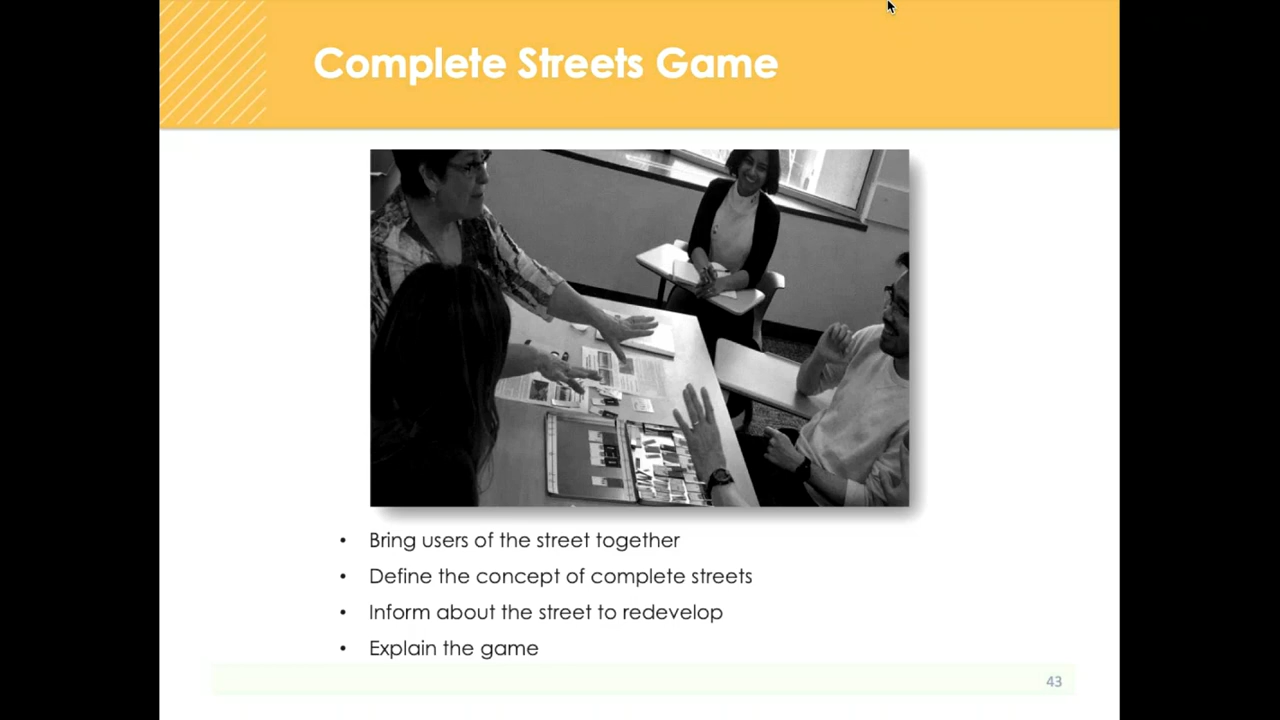 Complete Streets Game
• Bring users of the street together
• Define the concept of complete streets
• Inform about the street to redevelop
• Explain the game
43